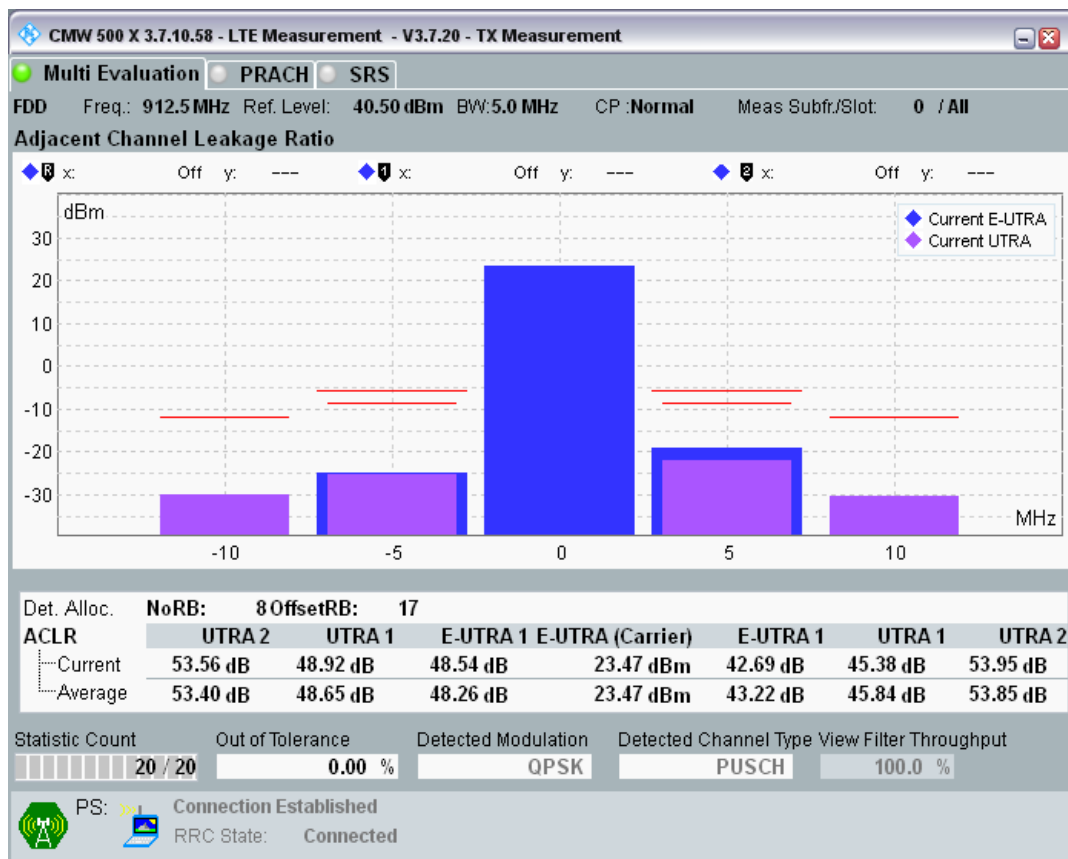 CMW 500 X 3.7.10.58 - LTE Measurement - V3.7.20 - TX Measurement
Multi Evaluation PRACH SRS
FDD Freq.: 912.5 MHz Ref. Level: 40.50 dBm BW:5.0 MHz CP :Normal Meas Subfr./Slot: 0 / All
Adjacent Channel Leakage Ratio
R x: Off y: --- 1 x: Off y: --- 2 x: Off y: ---
dBm
Current E-UTRA
Current UTRA
30
20
10
0
-10
-20
-30
MHz
-10 -5 0 5 10
Det. Alloc. NoRB: 8 OffsetRB: 17
ACLR UTRA 2 UTRA 1 E-UTRA 1 E-UTRA (Carrier) E-UTRA 1 UTRA 1 UTRA 2
Current 53.56 dB 48.92 dB 48.54 dB 23.47 dBm 42.69 dB 45.38 dB 53.95 dB
Average 53.40 dB 48.65 dB 48.26 dB 23.47 dBm 43.22 dB 45.84 dB 53.85 dB
Statistic Count Out of Tolerance Detected Modulation Detected Channel Type View Filter Throughput
20 / 20 0.00 % QPSK PUSCH 100.0 %
PS: Connection Established
RRC State: Connected